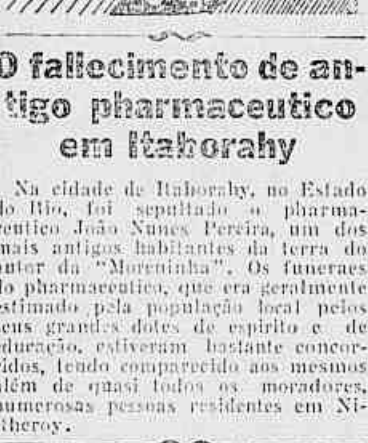 O fallecimento de an-
tigo pharmaceutico
em Itaborahy
Na cidade de Itaborahy, no Estado
do Rio, foi sepultado o pharma-
ceutico João Nunes Pereira, um dos
mais antigos habitantes da terra do
autor da "Moreninha". Os funeraes
do pharmaceutico, que era geralmente
estimado pela população local pelos
seus grandes dotes de espirito e de
educação, estiveram bastante concor-
ridos, tendo comparecido aos mesmos
além de quasi todos os moradores,
numerosas pessoas residentes em Ni-
ctheroy.